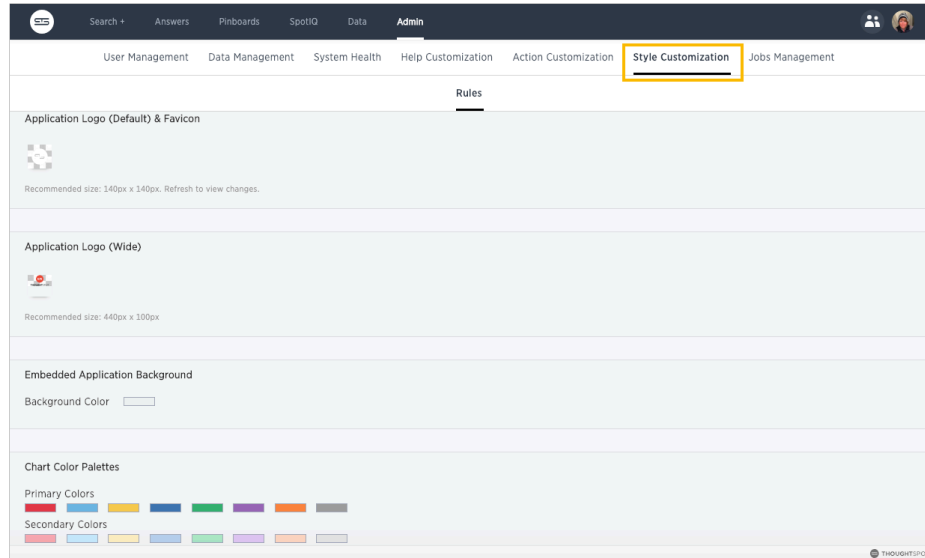 Search + Answers Pinboards SpotIQ Data Admin
User Management Data Management System Health Help Customization Action Customization Style Customization Jobs Management
Rules
Application Logo (Default) & Favicon
Recommended size: 140px x 140px. Refresh to view changes.
Application Logo (Wide)
Recommended size: 440px x 100px
Embedded Application Background
Background Color
Chart Color Palettes
Primary Colors
Secondary Colors
THOUGHTSPO